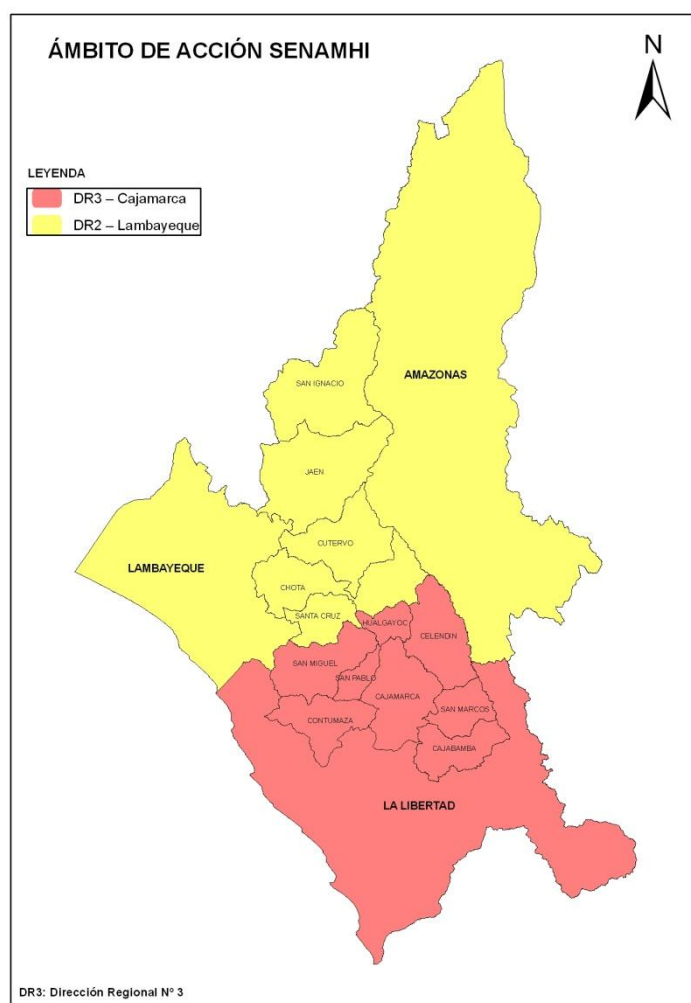 ÁMBITO DE ACCIÓN SENAMHI
N
LEYENDA
DR3 – Cajamarca
DR2 – Lambayeque
SAN IGNACIO
AMAZONAS
JAEN
CUTERVO
LAMBAYEQUE
CHOTA
SANTA CRUZ
HUALGAYOC
CELENDIN
SAN MIGUEL
SAN PABLO
CAJAMARCA
SAN MARCOS
CONTUMAZA
CAJABAMBA
LA LIBERTAD
DR3: Dirección Regional Nº 3